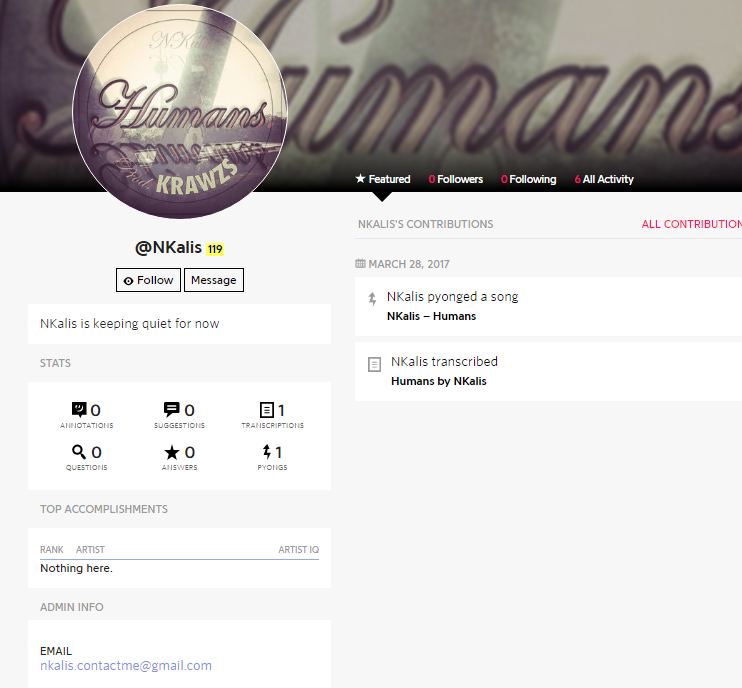 NKalis
Humans
Prod.
KRAWZS
Humans
★ Featured
0 Followers
0 Following
6 All Activity
@NKalis 119
Follow
Message
NKalis is keeping quiet for now
STATS
0
ANNOTATIONS
0
SUGGESTIONS
1
TRANSCRIPTIONS
0
QUESTIONS
0
ANSWERS
1
PYONGS
TOP ACCOMPLISHMENTS
RANK ARTIST ARTIST IQ
Nothing here.
ADMIN INFO
EMAIL
nkalis.contactme@gmail.com
NKALIS'S CONTRIBUTIONS
ALL CONTRIBUTION
MARCH 28, 2017
NKalis pyonged a song
NKalis – Humans
NKalis transcribed
Humans by NKalis